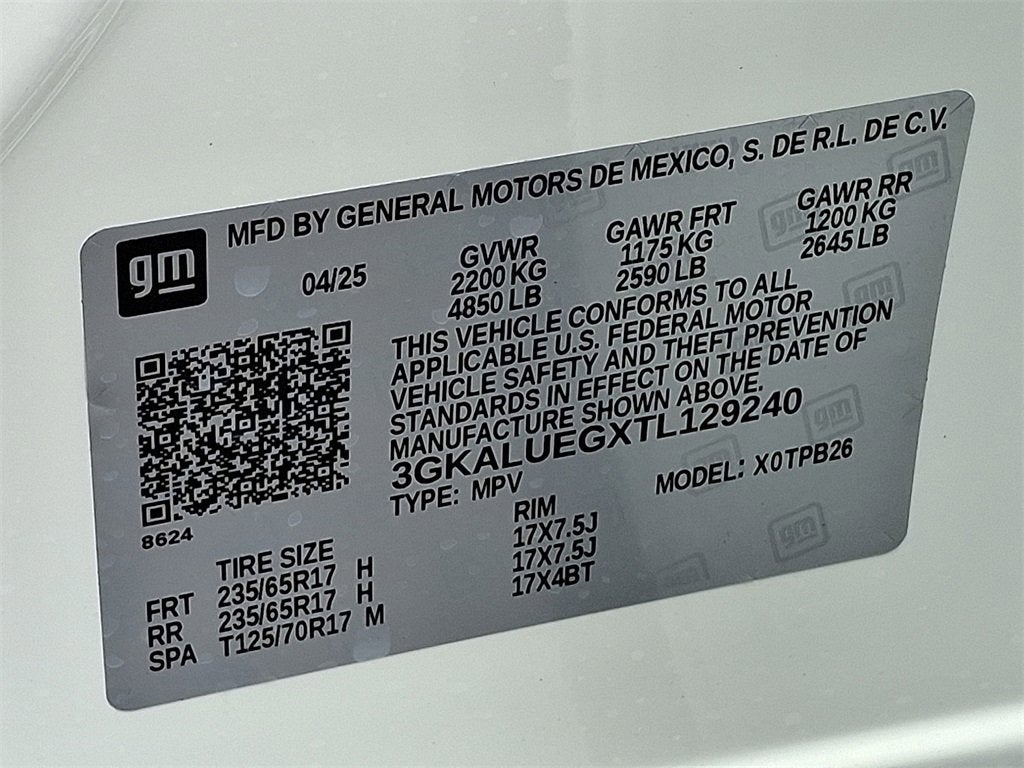 gm
MFD BY GENERAL MOTORS DE MEXICO, S. DE R.L. DE C.V.
04/25
GVWR GAWR FRT GAWR RR
2200 KG 1175 KG 1200 KG
4850 LB 2590 LB 2645 LB
THIS VEHICLE CONFORMS TO ALL
APPLICABLE U.S. FEDERAL MOTOR
VEHICLE SAFETY AND THEFT PREVENTION
STANDARDS IN EFFECT ON THE DATE OF
MANUFACTURE SHOWN ABOVE.
3GKALUEGXTL129240
TYPE: MPV MODEL: X0TPB26
8624
TIRE SIZE RIM
FRT 235/65R17 H 17X7.5J
RR 235/65R17 H 17X7.5J
SPA T125/70R17 M 17X4BT